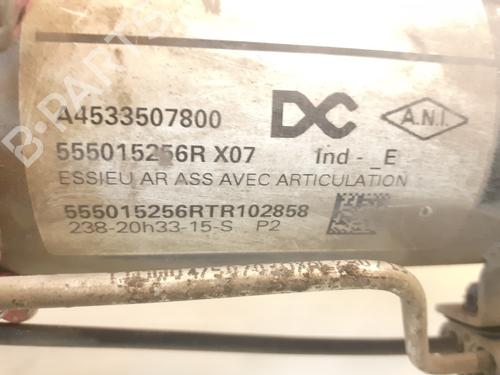 A4533507800 DC A.N.I.
555015256R X07 Ind - _E
ESSIEU AR ASS AVEC ARTICULATION
555015256RTR102858
238-20h33-15-S P2
B-PARTS